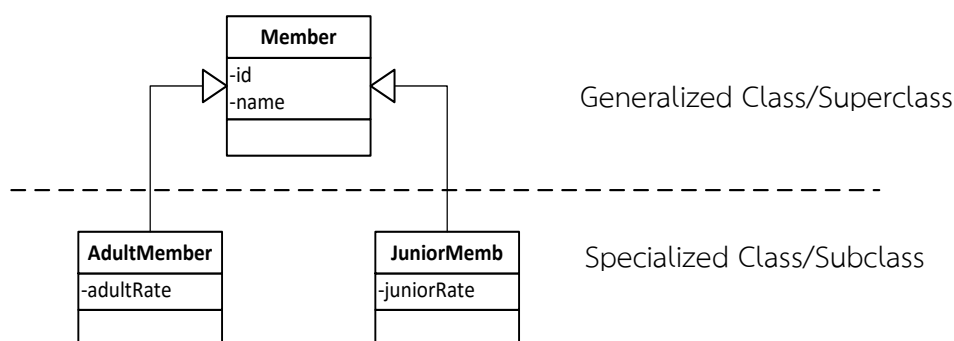 Member
-id
-name
Generalized Class/Superclass
AdultMember
-adultRate
JuniorMemb
-juniorRate
Specialized Class/Subclass